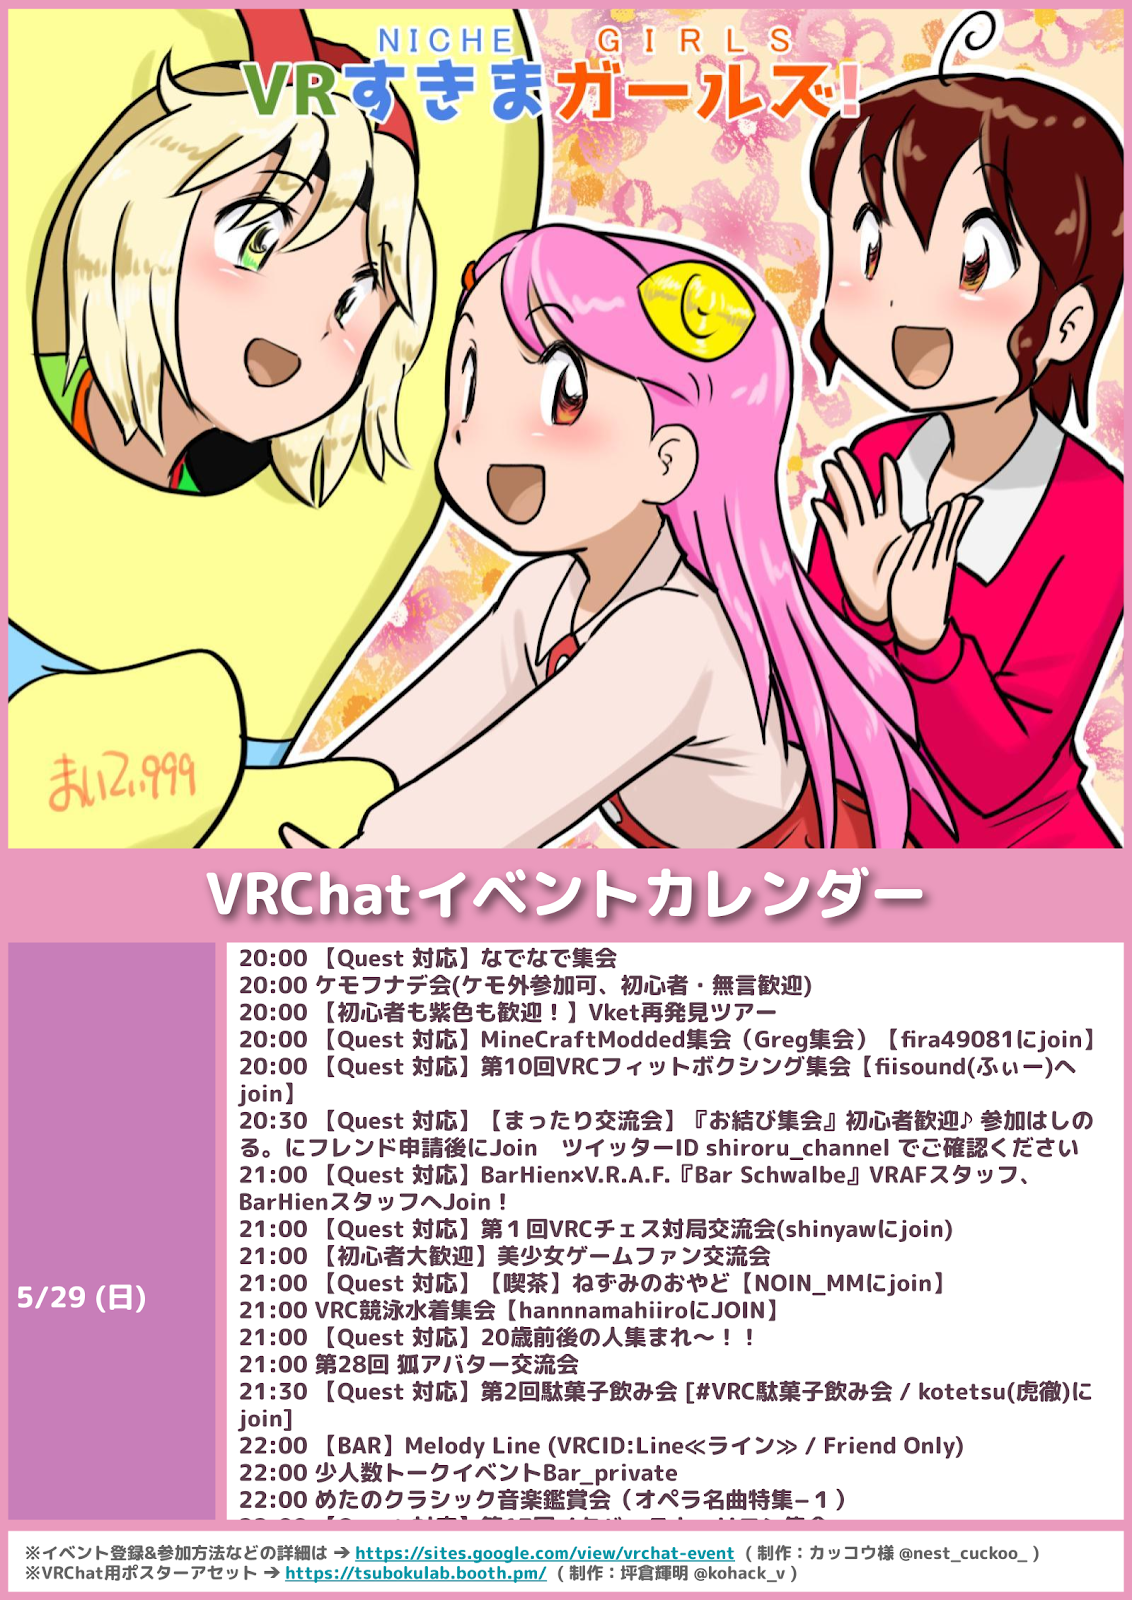 NICHE GIRLS
VRすきまガールズ!
まいてぃ999
VRChatイベントカレンダー
5/29 (日)
20:00 【Quest 対応】なでなで集会
20:00 ケモフナデ会(ケモ外参加可、初心者・無言歓迎)
20:00 【初心者も紫色も歓迎！】Vket再発見ツアー
20:00 【Quest 対応】MineCraftModded集会（Greg集会）【fira49081にjoin】
20:00 【Quest 対応】第10回VRCフィットボクシング集会【fiisound(ふぃー)へ
join】
20:30 【Quest 対応】【まったり交流会】『お結び集会』初心者歓迎♪ 参加はしの
る。にフレンド申請後にJoin　ツイッターID shiroru_channel でご確認ください
21:00 【Quest 対応】BarHien×V.R.A.F.『Bar Schwalbe』VRAFスタッフ、
BarHienスタッフへJoin！
21:00 【Quest 対応】第１回VRCチェス対局交流会(shinyawにjoin)
21:00 【初心者大歓迎】美少女ゲームファン交流会
21:00 【Quest 対応】【喫茶】ねずみのおやど【NOIN_MMにjoin】
21:00 VRC競泳水着集会【hannnamahiiroにJOIN】
21:00 【Quest 対応】20歳前後の人集まれ～！！
21:00 第28回 狐アバター交流会
21:30 【Quest 対応】第2回駄菓子飲み会 [#VRC駄菓子飲み会 / kotetsu(虎徹)に
join]
22:00 【BAR】Melody Line (VRCID:Line≪ライン≫ / Friend Only)
22:00 少人数トークイベントBar_private
22:00 めたのクラシック音楽鑑賞会（オペラ名曲特集−１）
※イベント登録&参加方法などの詳細は ➔ https://sites.google.com/view/vrchat-event （ 制作：カッコウ様 @nest_cuckoo_ ）
※VRChat用ポスターアセット ➔ https://tsubokulab.booth.pm/ （ 制作：坪倉輝明 @kohack_v ）